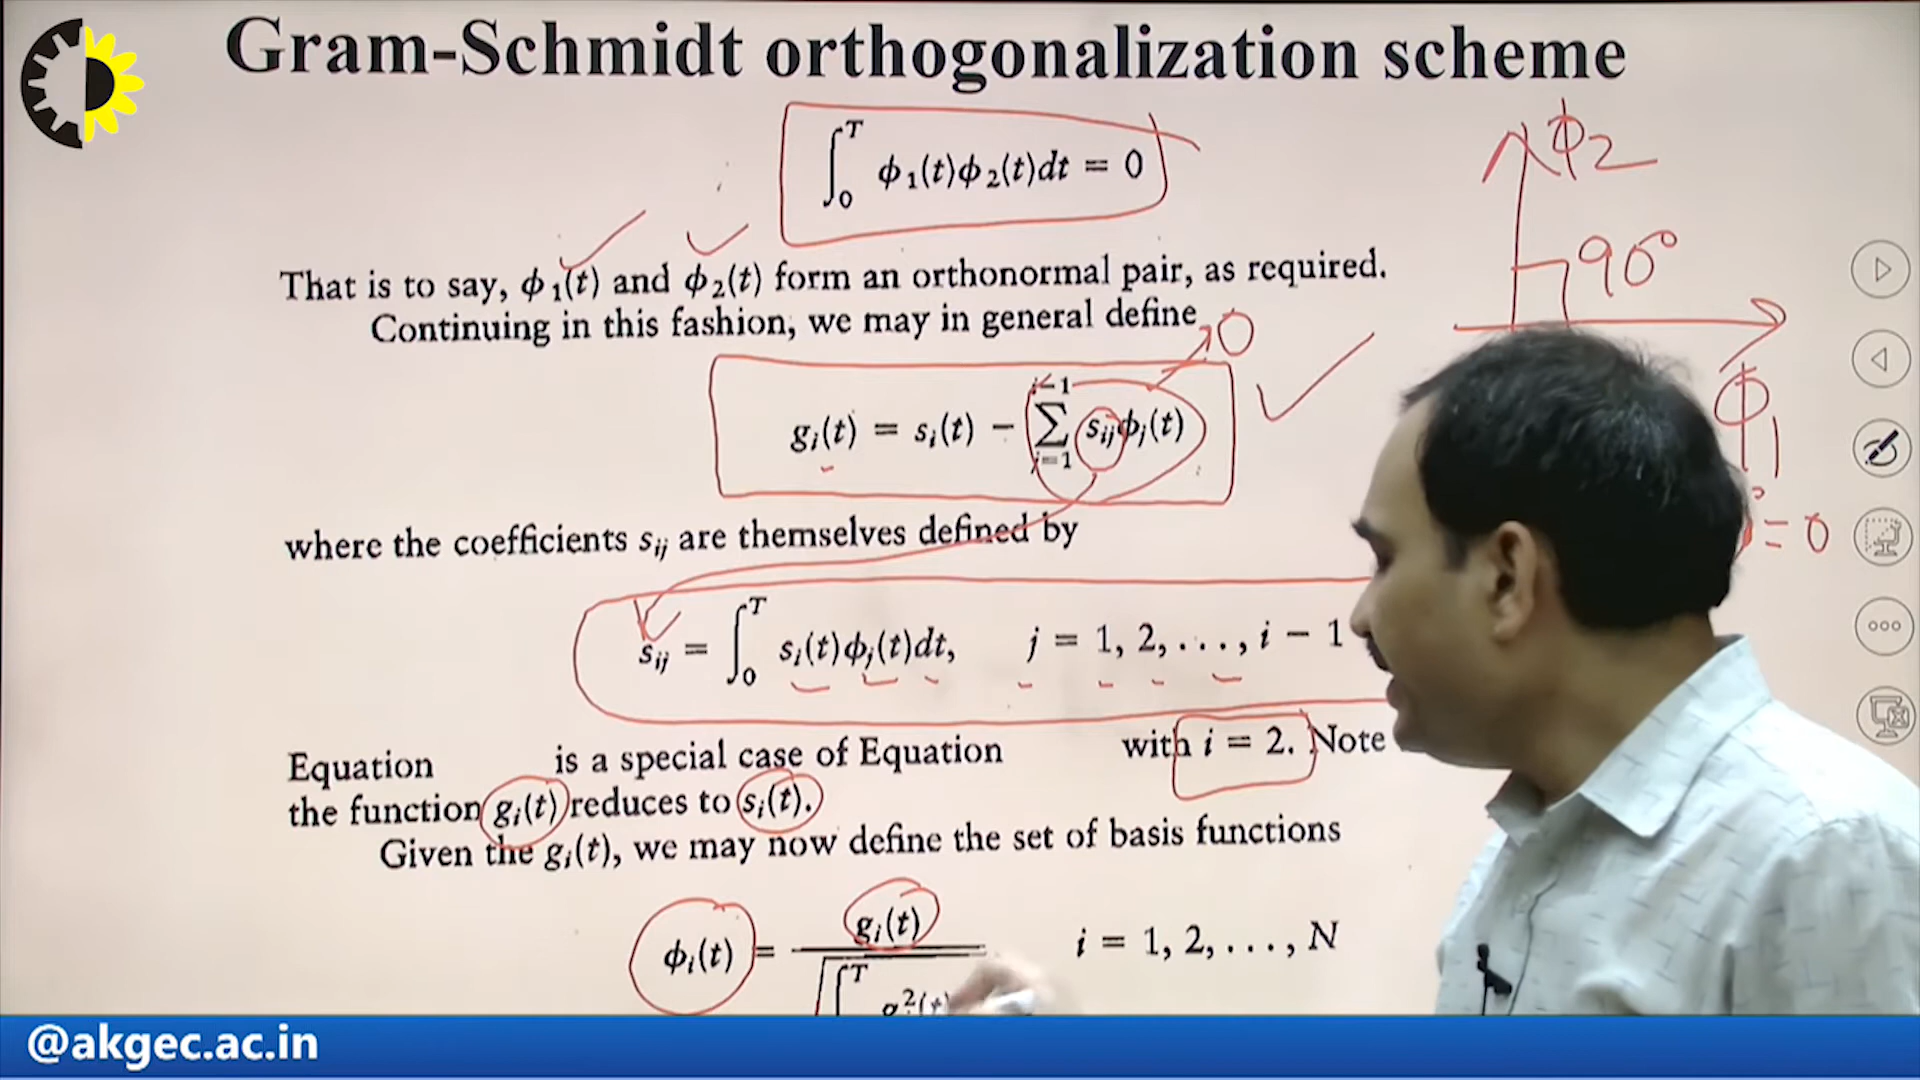 Gram-Schmidt orthogonalization scheme
∫₀ᵀ ϕ₁(t)ϕ₂(t)dt = 0
ϕ2
90°
That is to say, ϕ₁(t) and ϕ₂(t) form an orthonormal pair, as required.
Continuing in this fashion, we may in general define
0
ϕ1
gᵢ(t) = sᵢ(t) − ∑ⱼ₌₁ⁱ⁻¹ sᵢⱼϕⱼ(t)
where the coefficients sᵢⱼ are themselves defined by
= 0
sᵢⱼ = ∫₀ᵀ sᵢ(t)ϕⱼ(t)dt, j = 1, 2, . . . , i − 1
Equation is a special case of Equation with i = 2. Note
the function gᵢ(t) reduces to sᵢ(t).
Given the gᵢ(t), we may now define the set of basis functions
ϕᵢ(t) = gᵢ(t) / √∫ᵀ g²(t) i = 1, 2, . . . , N
@akgec.ac.in